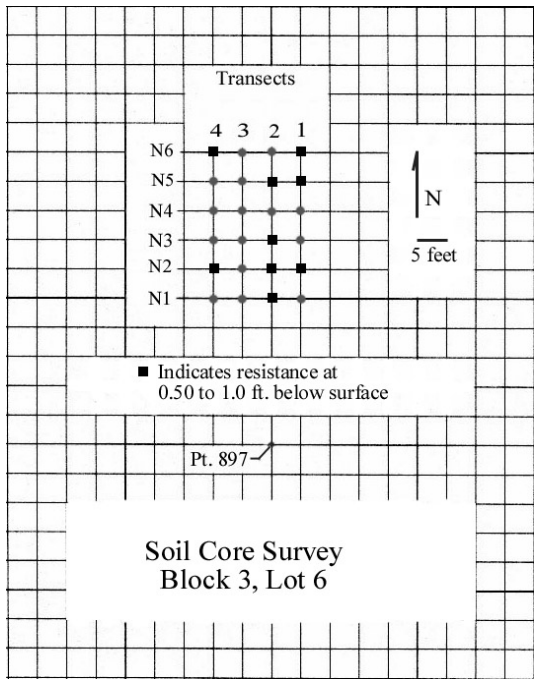 Transects
4 3 2 1
N6
N5
N4
N3
N2
N1
N
5 feet
Indicates resistance at
0.50 to 1.0 ft. below surface
Pt. 897
Soil Core Survey
Block 3, Lot 6